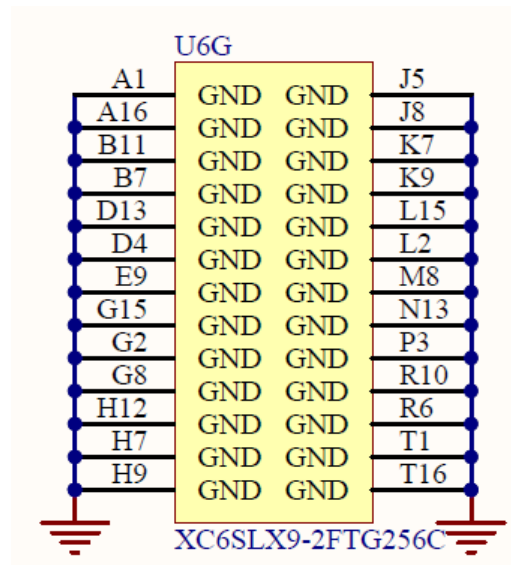 U6G
A1 GND GND J5
A16 GND GND J8
B11 GND GND K7
B7 GND GND K9
D13 GND GND L15
D4 GND GND L2
E9 GND GND M8
G15 GND GND N13
G2 GND GND P3
G8 GND GND R10
H12 GND GND R6
H7 GND GND T1
H9 GND GND T16
XC6SLX9-2FTG256C